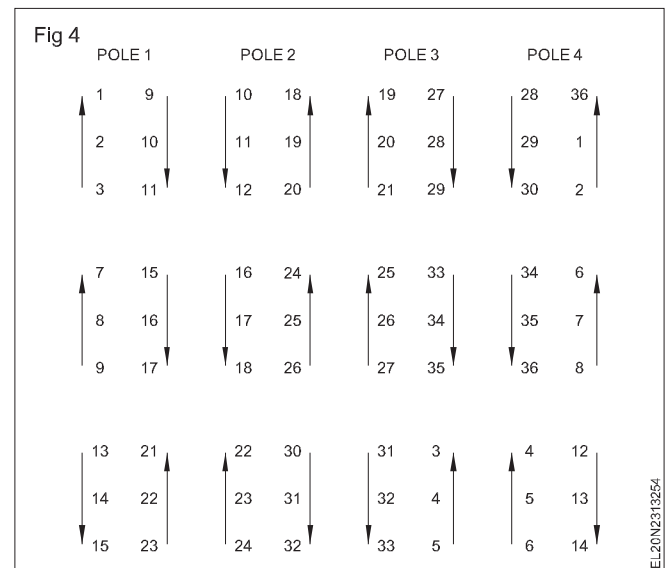 Fig 4
POLE 1 POLE 2 POLE 3 POLE 4
1 9 10 18 19 27 28 36
2 10 11 19 20 28 29 1
3 11 12 20 21 29 30 2
7 15 16 24 25 33 34 6
8 16 17 25 26 34 35 7
9 17 18 26 27 35 36 8
13 21 22 30 31 3 4 12
14 22 23 31 32 4 5 13
15 23 24 32 33 5 6 14
EL20N2313254